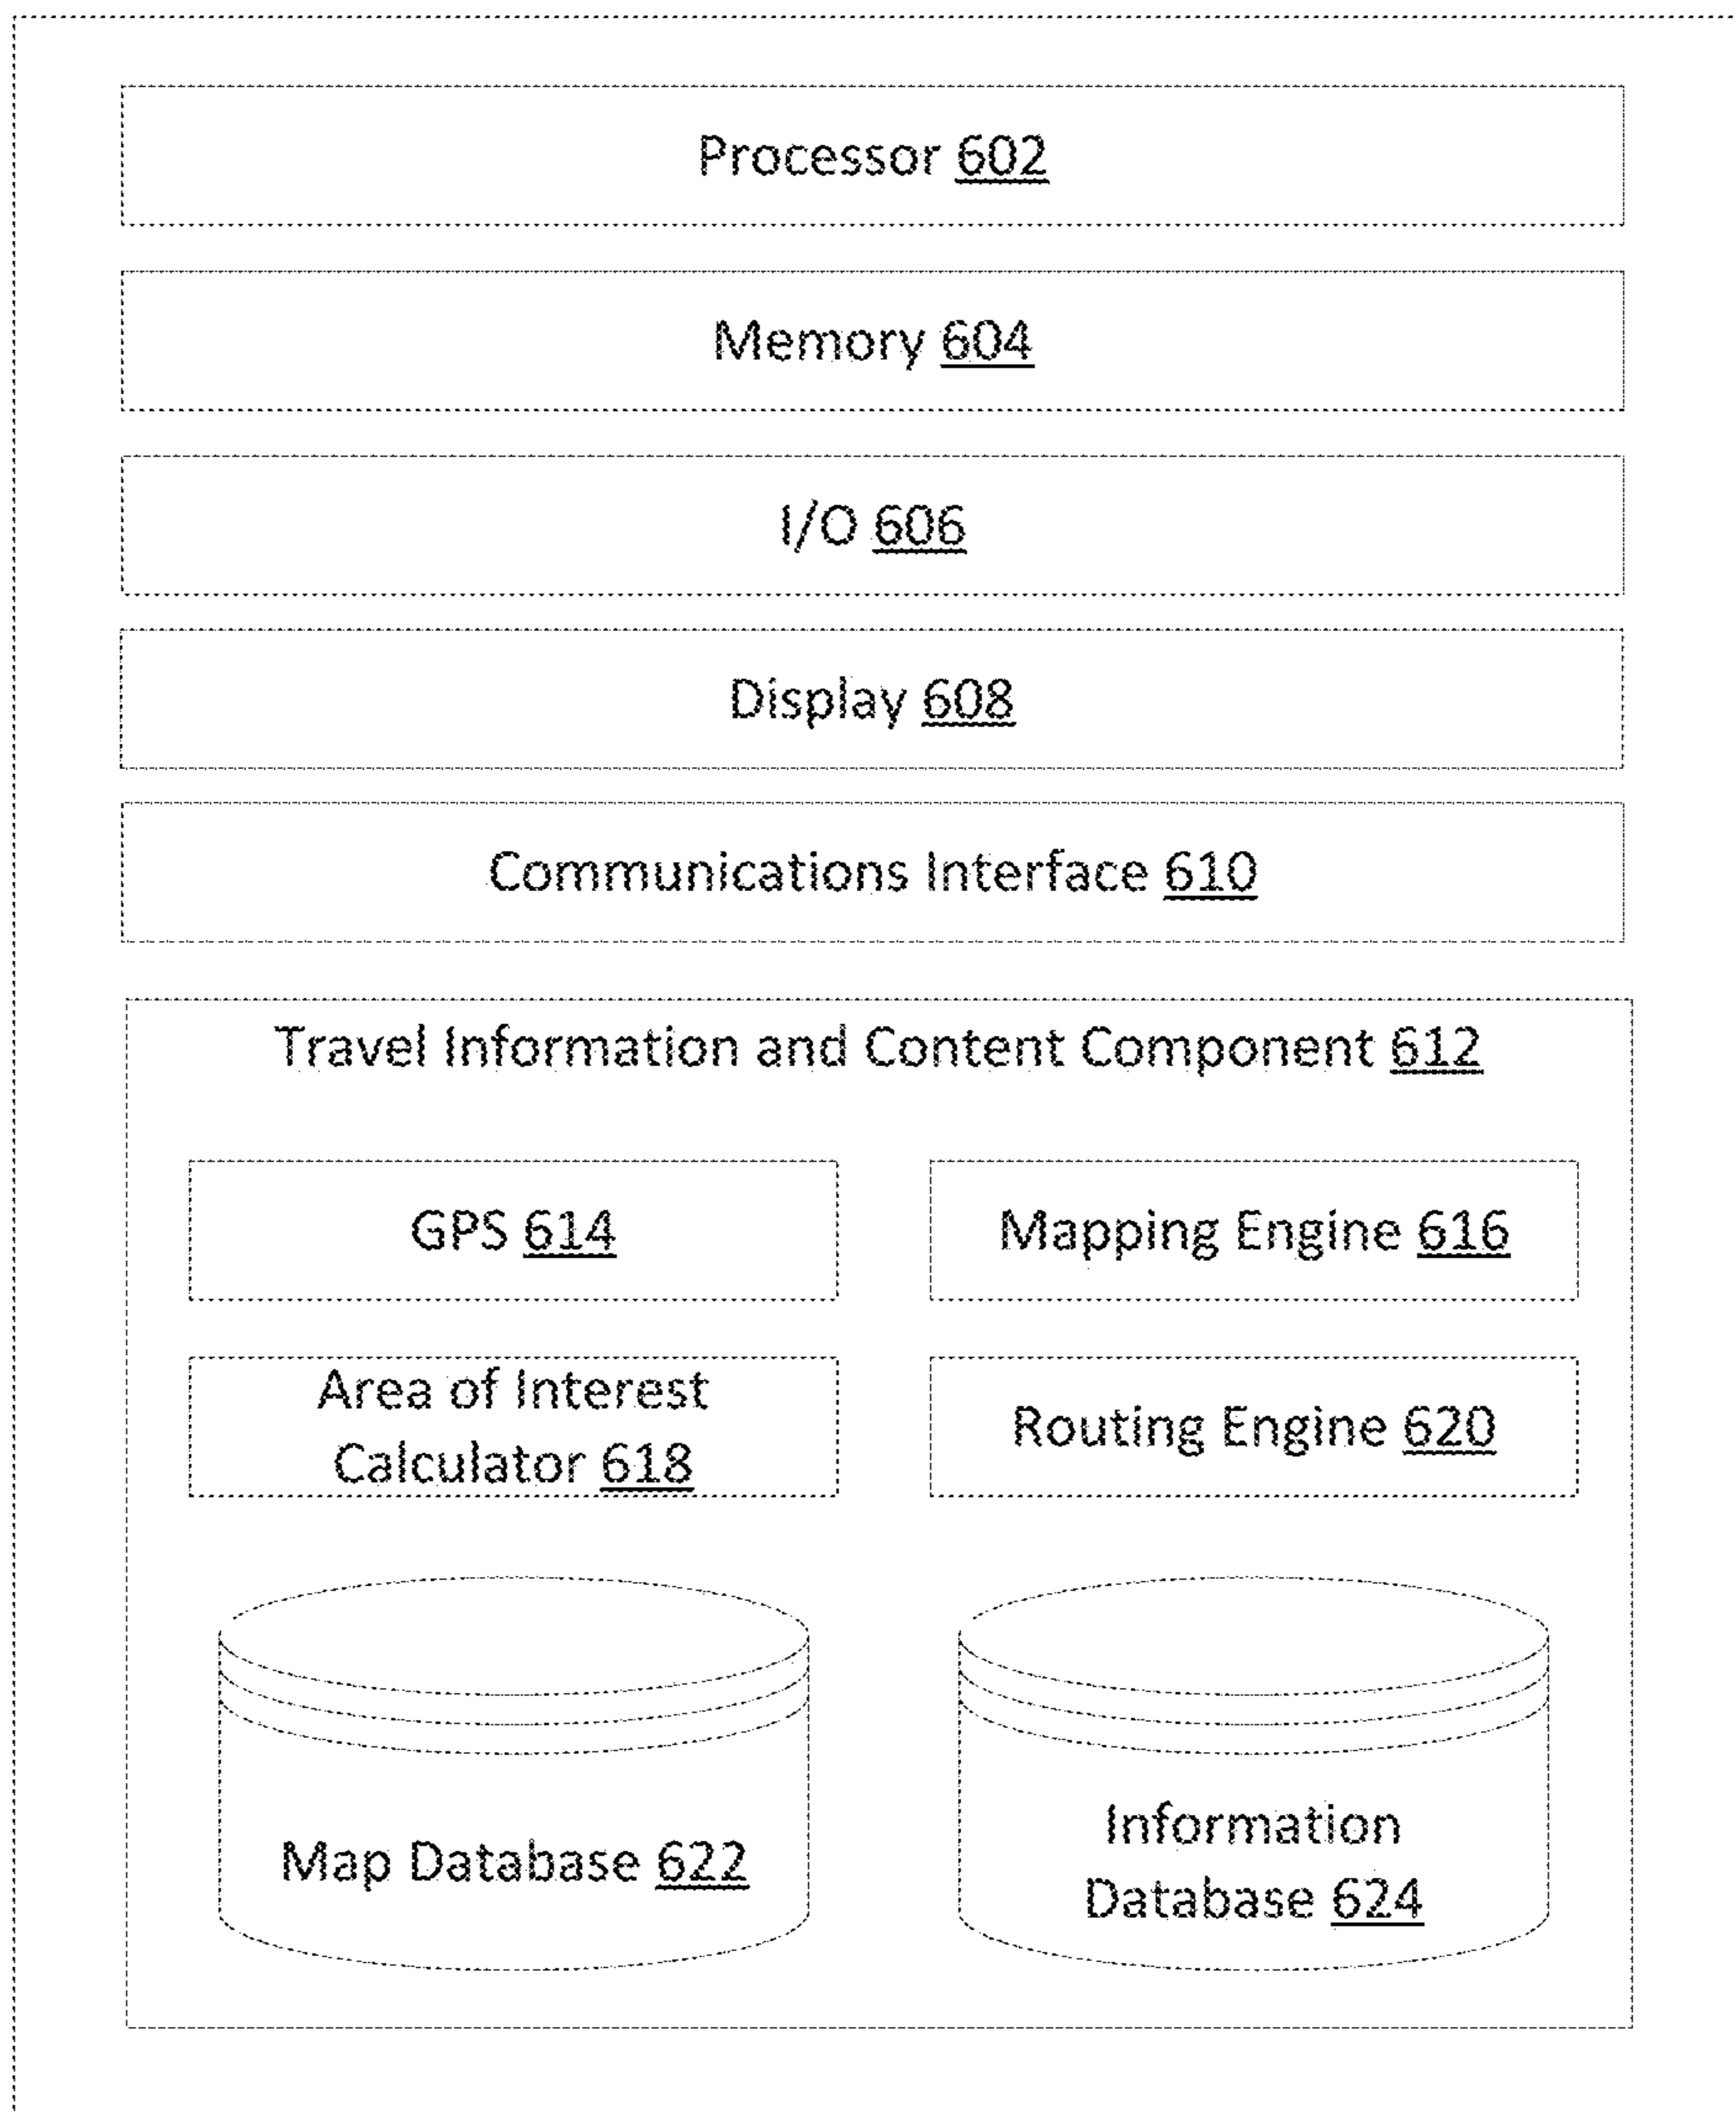 Processor 602
Memory 604
I/O 606
Display 608
Communications Interface 610
Travel Information and Content Component 612
GPS 614
Mapping Engine 616
Area of Interest
Calculator 618
Routing Engine 620
Map Database 622
Information
Database 624